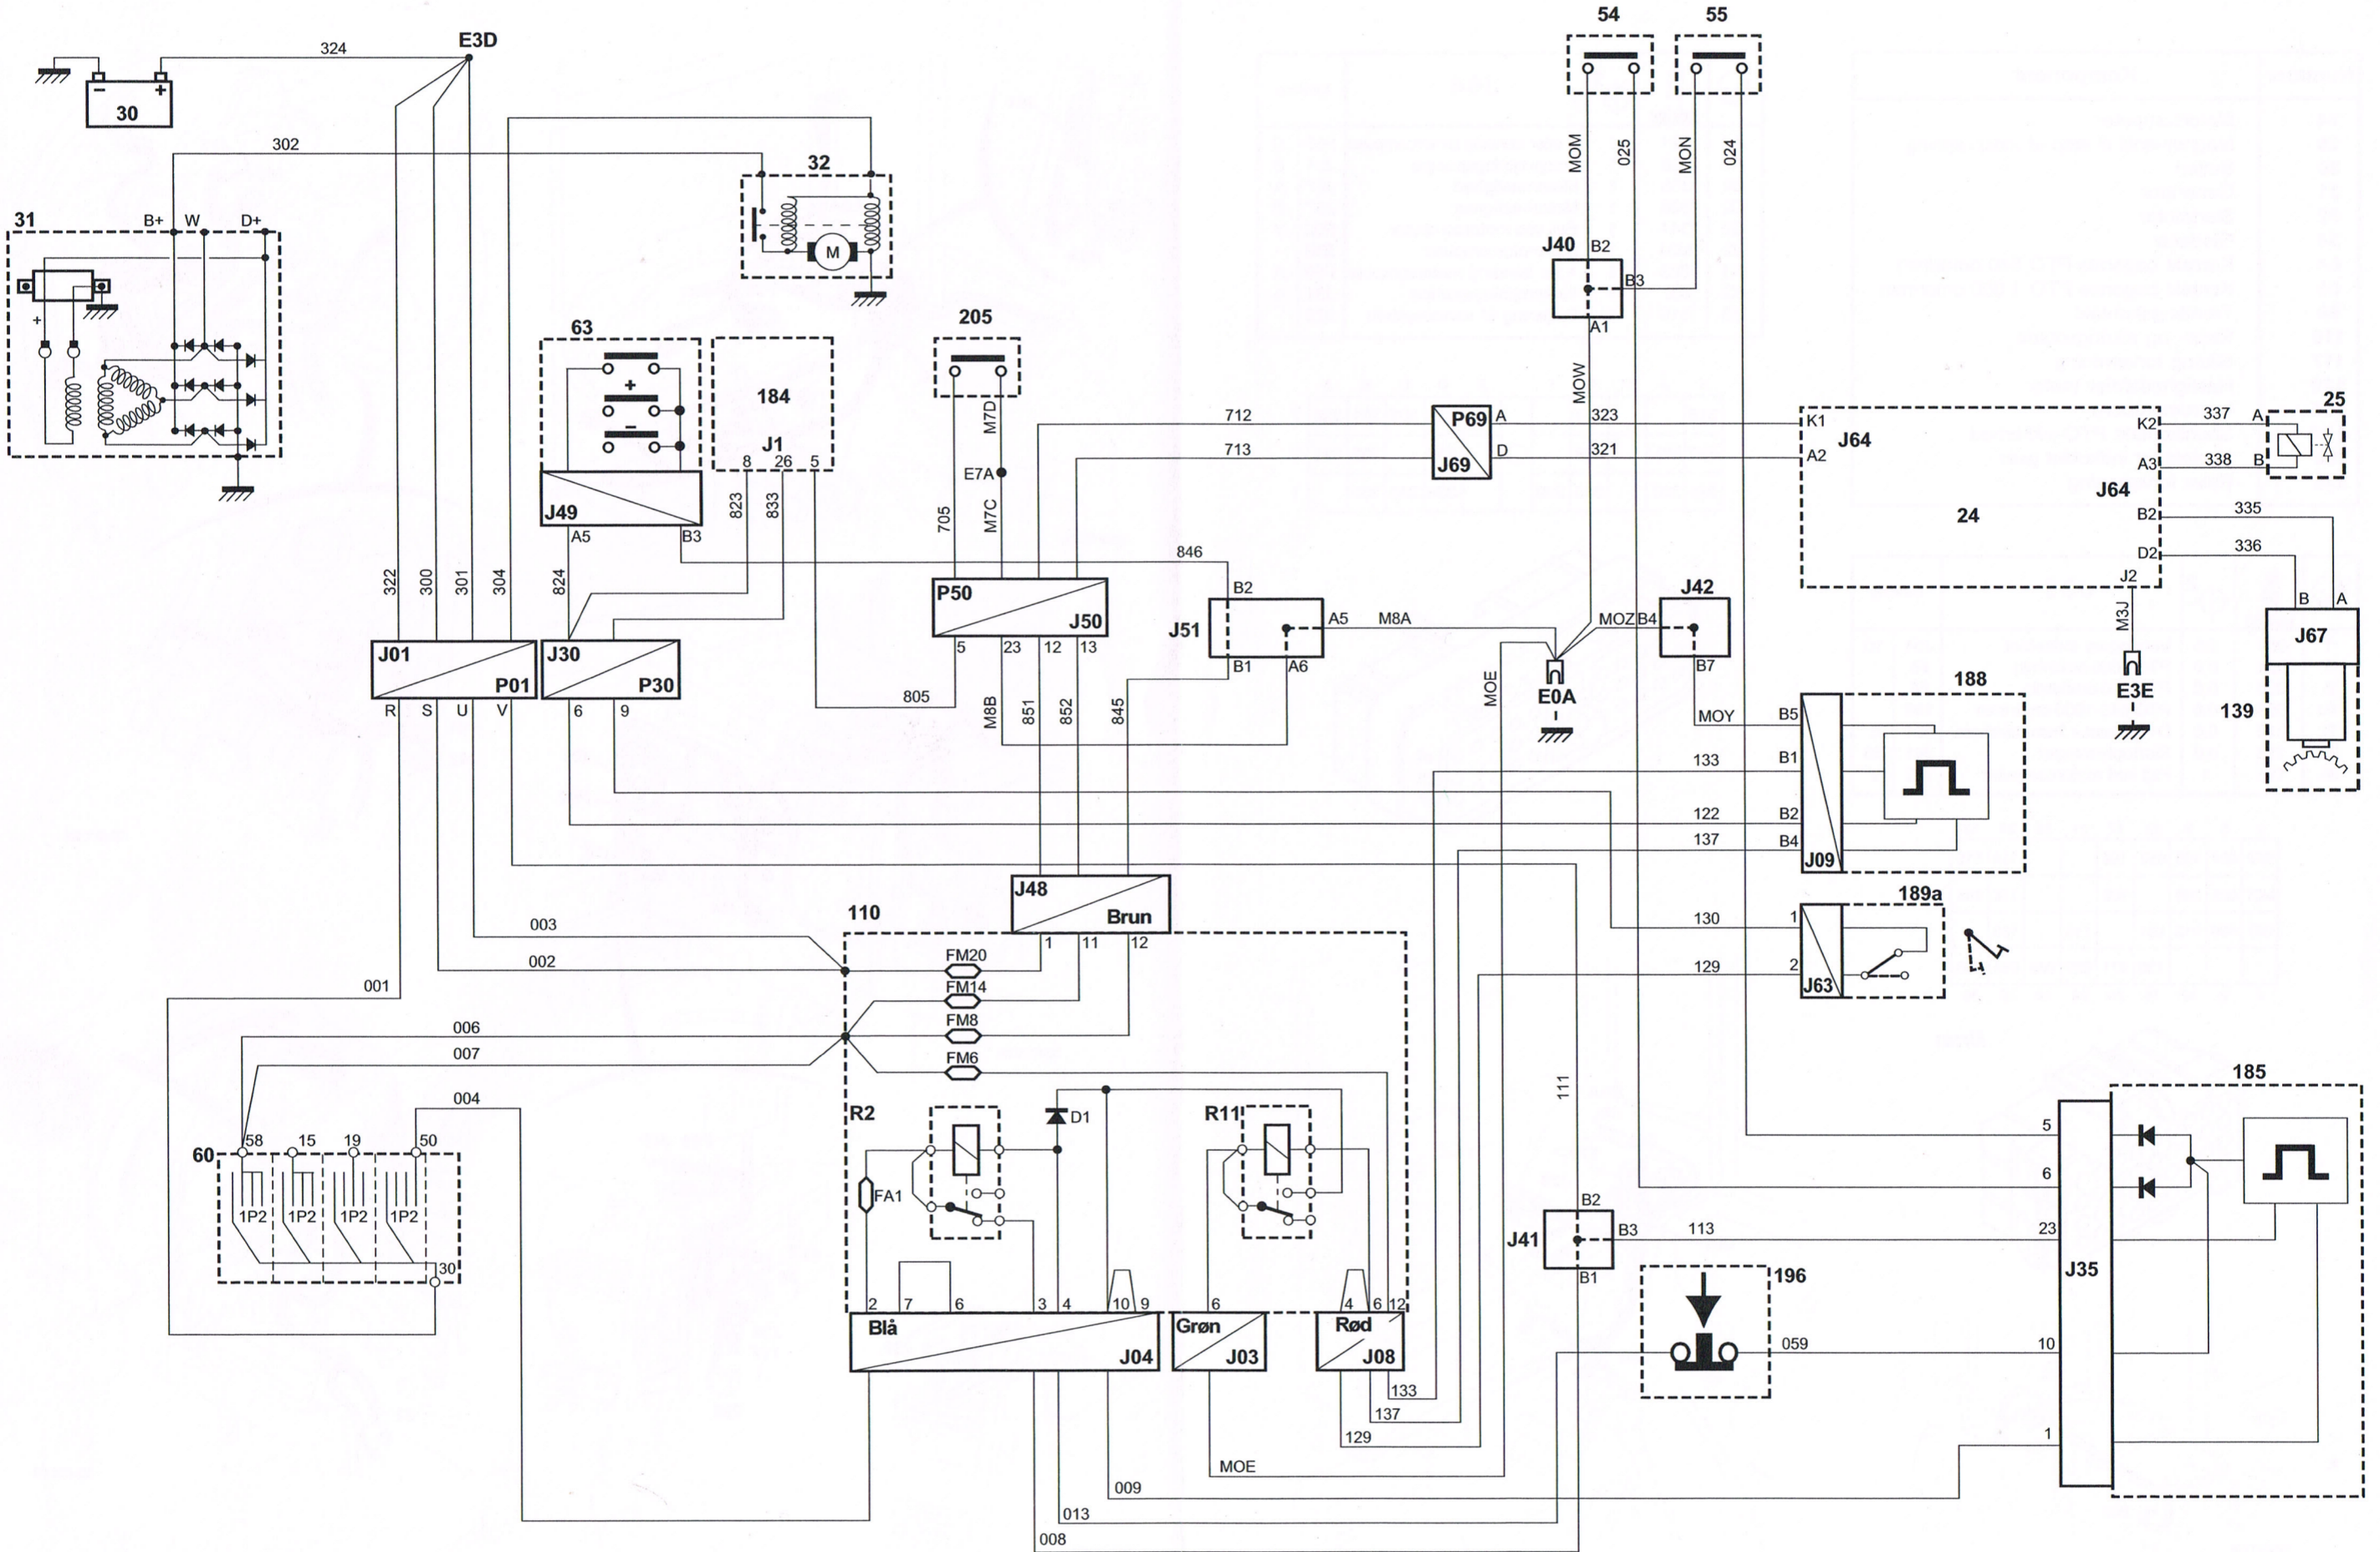 54 55
324 E3D
30
302
32
31 B+ W D+
M
MOM 025 MON 024
J40 B2
B3
A1
MOW
63
+
−
184
J1
8 26 5
205
M7D
E7A
M7C
705
J49
A5 B3
823 833
824
712 P69 A 323 K1
713 J69 D 321 A2
J64
24
K2 337 A 25
A3 338 B
J64
B2 335
D2 336
J2
M3J
E3E
B A
J67
139
846
B2
J51 A5 M8A
B1 A6
P50
J50
5 23 12 13
322 300 301 304
J01
P01
R S U V
J30
P30
6 9
805 M8B 851 852 845
MOE
E0A
MOZ B4
J42
B7
MOY B5
133 B1
122 B2
137 B4
J09
188
189a
130 1
129 2
J63
J48
Brun
1 11 12
110
003
002
001
006
007
004
FM20
FM14
FM8
FM6
60 58 15 19 50
1P2 1P2 1P2 1P2
30
R2
D1
FA1
R11
2 7 6 3 4 10 9
Blå
J04
6
Grøn
J03
4 6 12
Rød
J08
133
137
129
MOE
009
013
008
111
B2
J41 B3 113 23
B1
196
059 10
1
185
5
6
J35